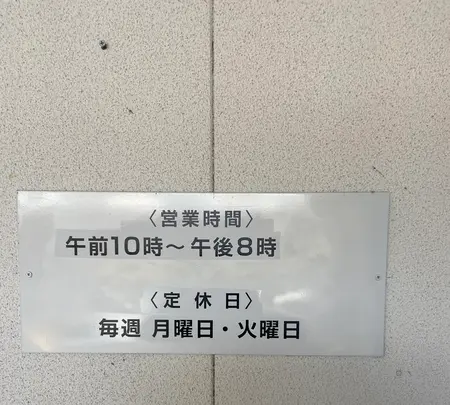 〈営業時間〉
午前10時～午後8時
〈定休日〉
毎週 月曜日・火曜日